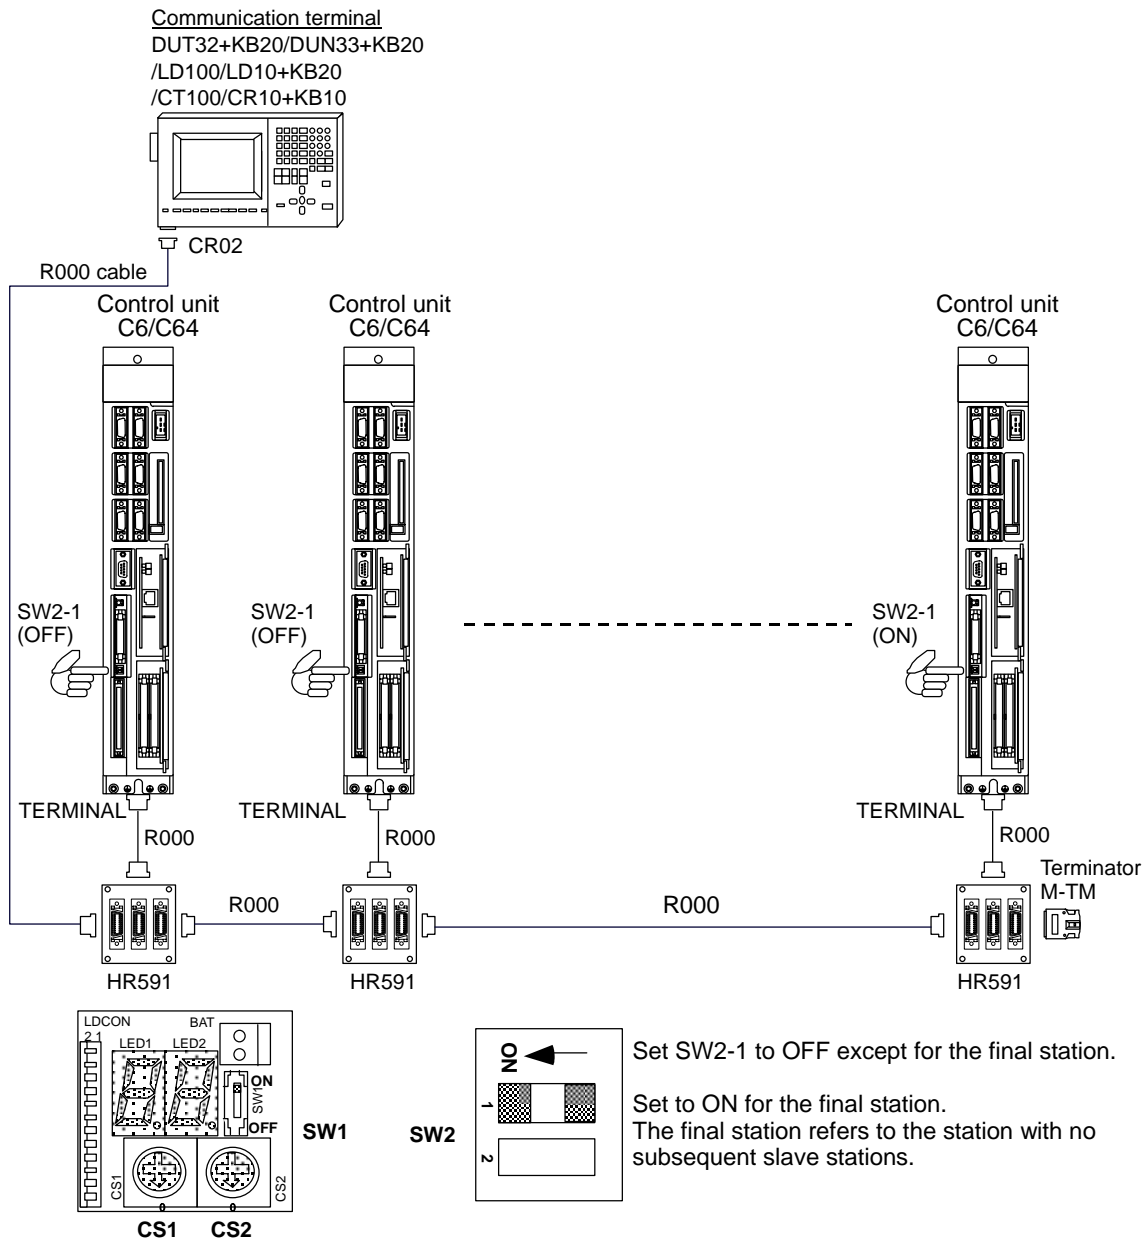 Communication terminal
DUT32+KB20/DUN33+KB20
/LD100/LD10+KB20
/CT100/CR10+KB10
CR02
R000 cable
Control unit
C6/C64
Control unit
C6/C64
Control unit
C6/C64
SW2-1
(OFF)
SW2-1
(OFF)
SW2-1
(ON)
TERMINAL
TERMINAL
TERMINAL
R000
R000
R000
Terminator
M-TM
R000
R000
HR591
HR591
HR591
LDCON
BAT
2 1
LED1
LED2
ON
SW1
OFF
SW1
CS1
CS2
0
0
CS1
CS2
SW2
ON
1
2
Set SW2-1 to OFF except for the final station.
Set to ON for the final station.
The final station refers to the station with no
subsequent slave stations.